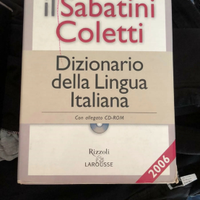 il Sabatini
Coletti
Dizionario
della Lingua
Italiana
Con allegato CD-ROM
Rizzoli
LAROUSSE
2006